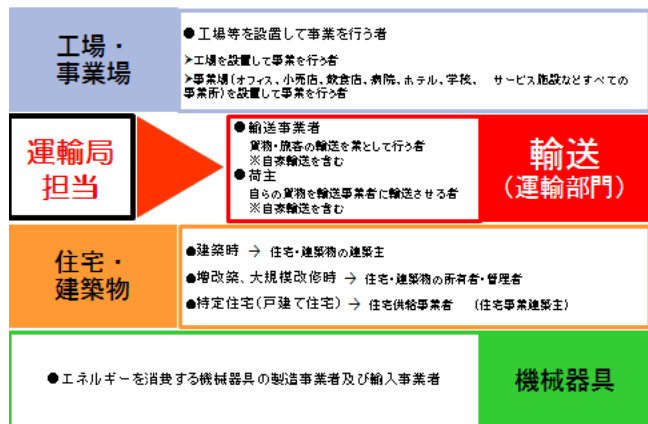 工場・
事業場
●工場等を設置して事業を行う者
➢工場を設置して事業を行う者
➢事業場(オフィス、小売店、飲食店、病院、ホテル、学校、　サービス施設などすべての
事業所)を設置して事業を行う者
運輸局
担当
●輸送事業者
貨物・旅客の輸送を業として行う者
※自家輸送を含む
●荷主
自らの貨物を輸送事業者に輸送させる者
※自家輸送を含む
輸送
(運輸部門)
住宅・
建築物
●建築時 → 住宅・建築物の建築主
●増改築、大規模改修時 → 住宅・建築物の所有者・管理者
●特定住宅(戸建て住宅) → 住宅供給事業者　(住宅事業建築主)
●エネルギーを消費する機械器具の製造事業者及び輸入事業者
機械器具